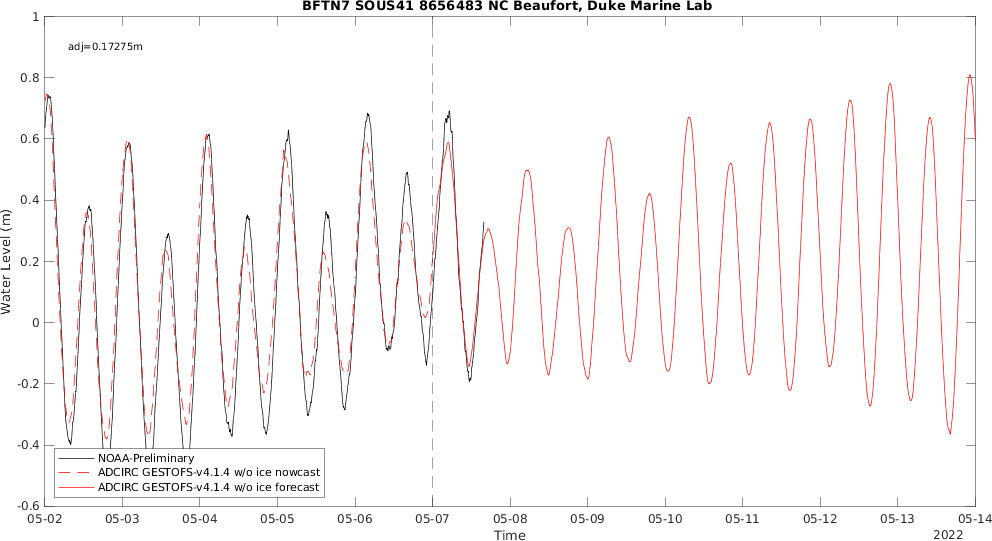 BFTN7 SOUS41 8656483 NC Beaufort, Duke Marine Lab
adj=0.17275m
1
0.8
0.6
0.4
0.2
0
-0.2
-0.4
-0.6
Water Level (m)
NOAA-Preliminary
ADCIRC GESTOFS-v4.1.4 w/o ice nowcast
ADCIRC GESTOFS-v4.1.4 w/o ice forecast
05-02 05-03 05-04 05-05 05-06 05-07 05-08 05-09 05-10 05-11 05-12 05-13 05-14
Time
2022